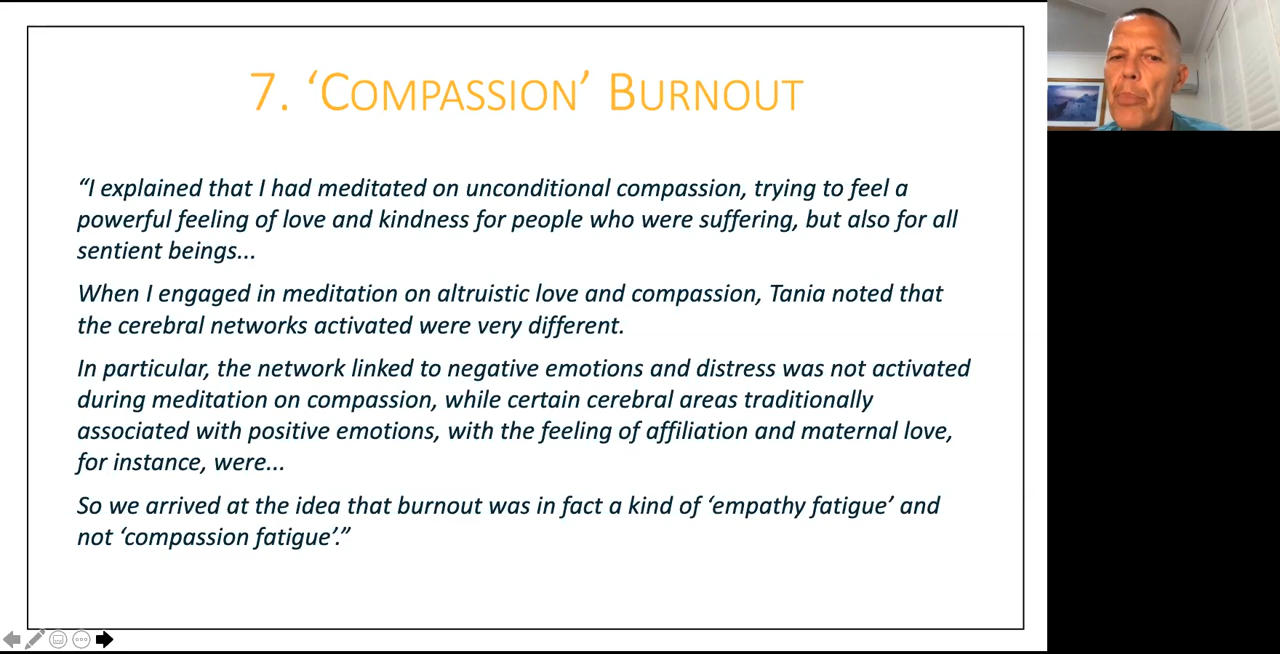 7. ‘COMPASSION’ BURNOUT
“I explained that I had meditated on unconditional compassion, trying to feel a
powerful feeling of love and kindness for people who were suffering, but also for all
sentient beings...
When I engaged in meditation on altruistic love and compassion, Tania noted that
the cerebral networks activated were very different.
In particular, the network linked to negative emotions and distress was not activated
during meditation on compassion, while certain cerebral areas traditionally
associated with positive emotions, with the feeling of affiliation and maternal love,
for instance, were...
So we arrived at the idea that burnout was in fact a kind of ‘empathy fatigue’ and
not ‘compassion fatigue’.”